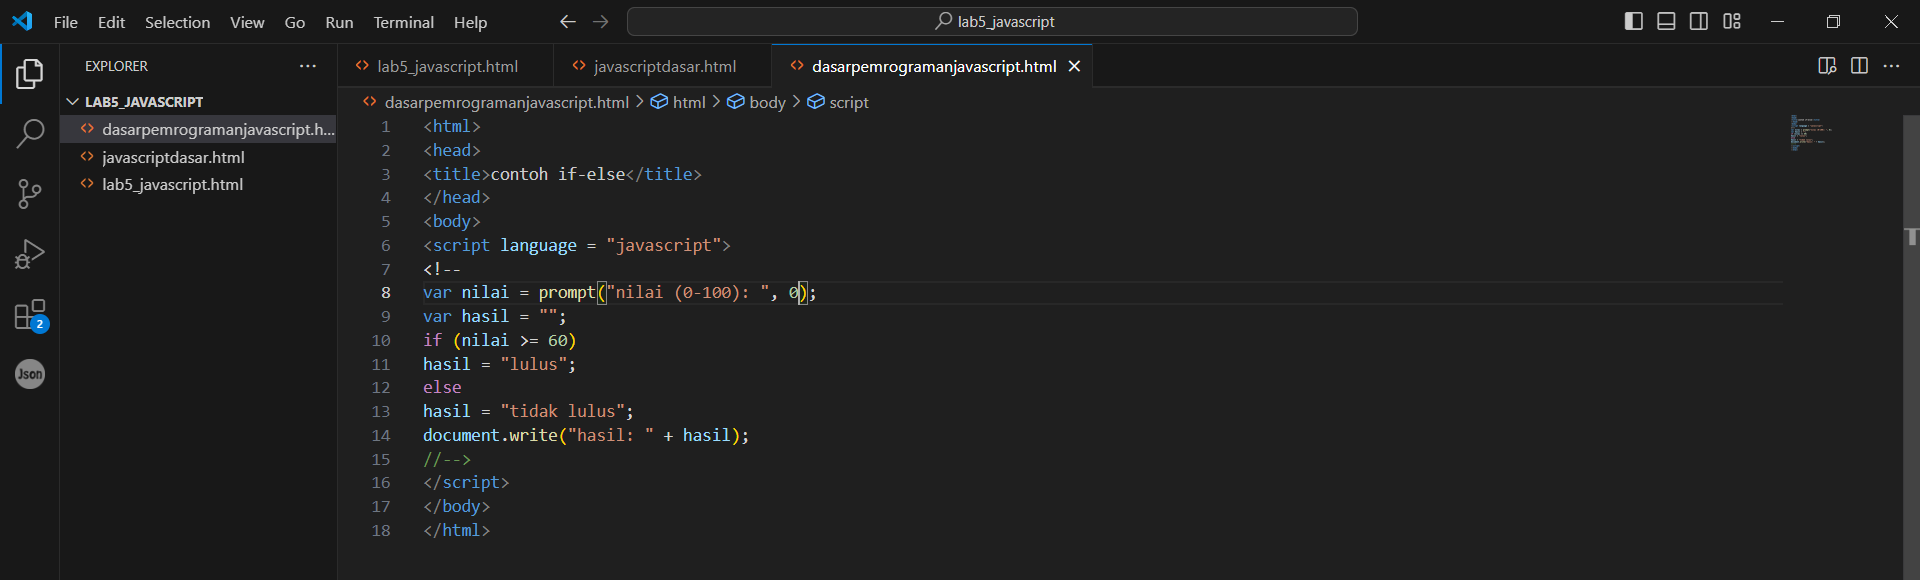 File Edit Selection View Go Run Terminal Help
lab5_javascript
EXPLORER
LAB5_JAVASCRIPT
dasarpemrogramanjavascript.h...
javascriptdasar.html
lab5_javascript.html
2
Json
lab5_javascript.html javascriptdasar.html dasarpemrogramanjavascript.html
dasarpemrogramanjavascript.html > html > body > script
1 <html>
2 <head>
3 <title>contoh if-else</title>
4 </head>
5 <body>
6 <script language = "javascript">
7 <!--
8 var nilai = prompt("nilai (0-100): ", 0);
9 var hasil = "";
10 if (nilai >= 60)
11 hasil = "lulus";
12 else
13 hasil = "tidak lulus";
14 document.write("hasil: " + hasil);
15 //-->
16 </script>
17 </body>
18 </html>